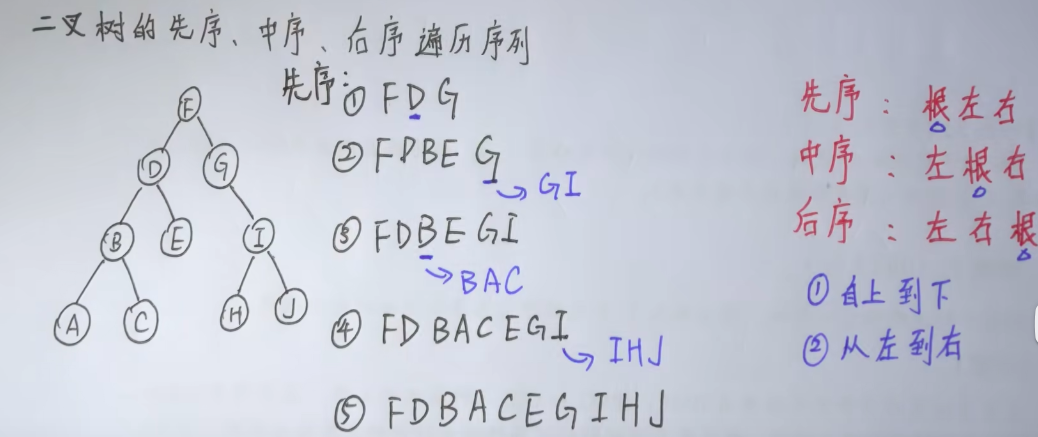 二叉树的先序、中序、后序遍历序列
先序:① FDG
② FDBEG
→ GI
③ FDBEGI
→ BAC
④ FDBACEGI
→ IHJ
⑤ FDBACEGIHJ
F
D G
B E I
A C H J
先序:根左右
中序:左根右
后序:左右根
① 自上到下
② 从左到右